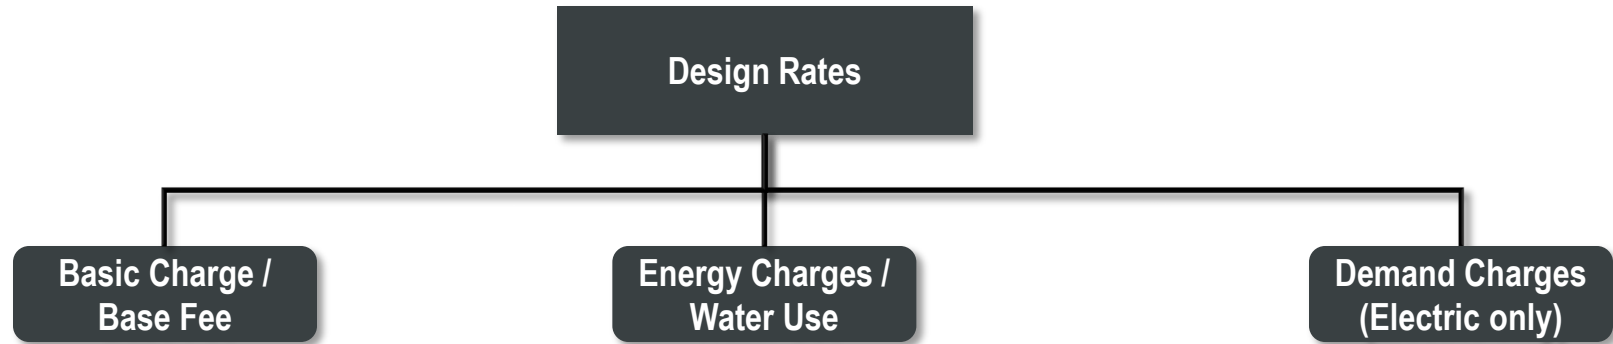 Design Rates
Basic Charge /
Base Fee
Energy Charges /
Water Use
Demand Charges
(Electric only)